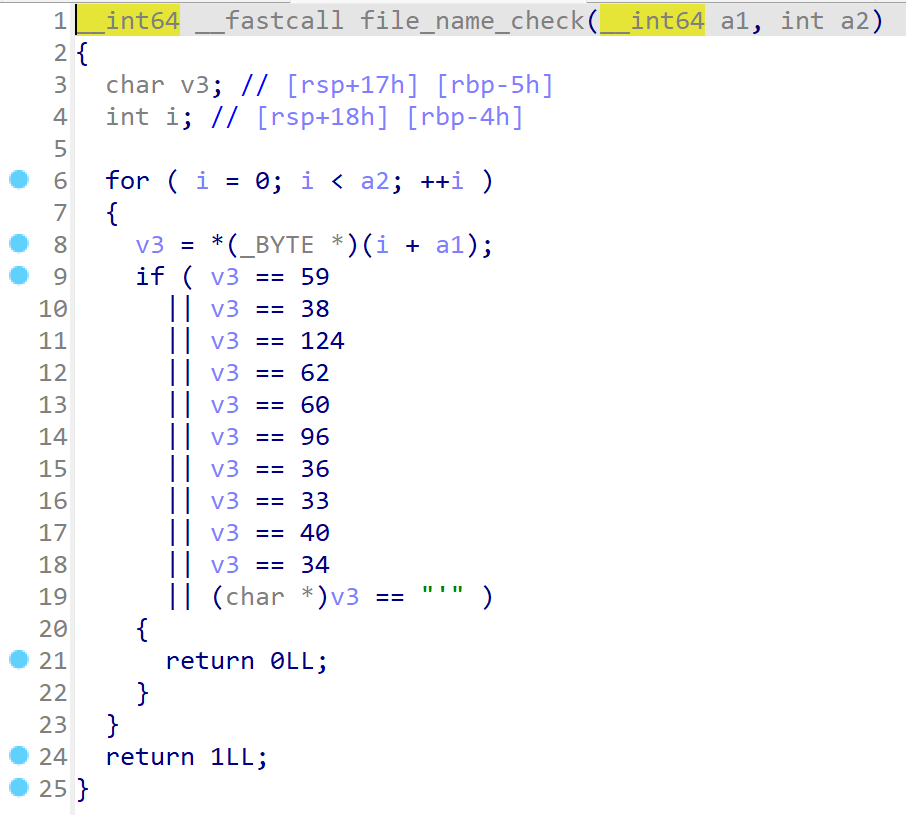 1 __int64 __fastcall file_name_check(__int64 a1, int a2)
2 {
3   char v3; // [rsp+17h] [rbp-5h]
4   int i; // [rsp+18h] [rbp-4h]
5
6   for ( i = 0; i < a2; ++i )
7   {
8     v3 = *(_BYTE *)(i + a1);
9     if ( v3 == 59
10       || v3 == 38
11       || v3 == 124
12       || v3 == 62
13       || v3 == 60
14       || v3 == 96
15       || v3 == 36
16       || v3 == 33
17       || v3 == 40
18       || v3 == 34
19       || (char *)v3 == "'" )
20     {
21       return 0LL;
22     }
23   }
24   return 1LL;
25 }